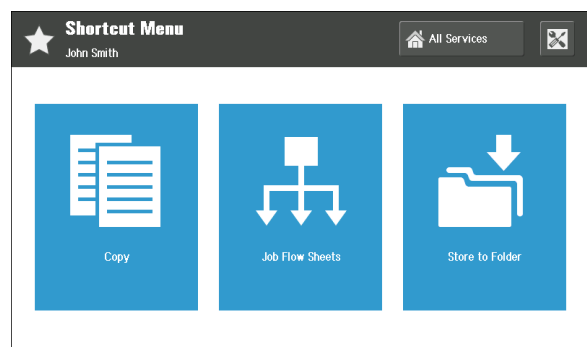 Shortcut Menu
John Smith
All Services
Copy
Job Flow Sheets
Store to Folder